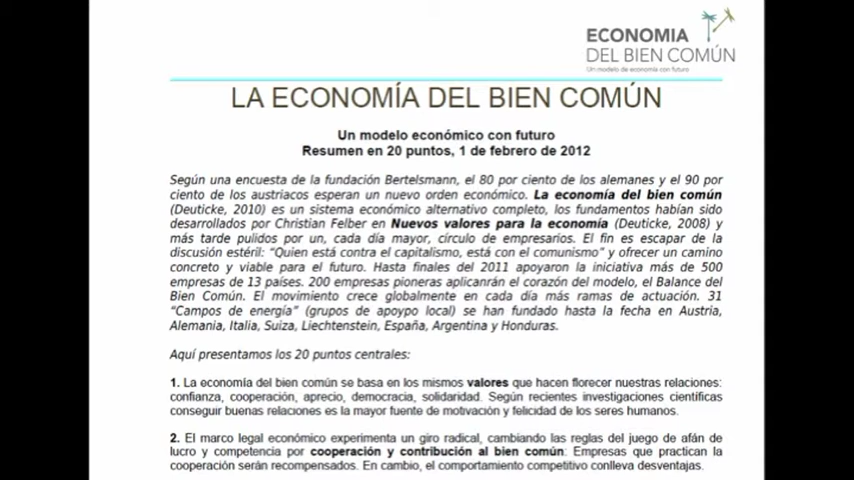 ECONOMIA
DEL BIEN COMÚN
Un modelo de economía con futuro
LA ECONOMÍA DEL BIEN COMÚN
Un modelo económico con futuro
Resumen en 20 puntos, 1 de febrero de 2012
Según una encuesta de la fundación Bertelsmann, el 80 por ciento de los alemanes y el 90 por
ciento de los austriacos esperan un nuevo orden económico. La economía del bien común
(Deuticke, 2010) es un sistema económico alternativo completo, los fundamentos habían sido
desarrollados por Christian Felber en Nuevos valores para la economía (Deuticke, 2008) y
más tarde pulidos por un, cada día mayor, círculo de empresarios. El fin es escapar de la
discusión estéril: “Quien está contra el capitalismo, está con el comunismo” y ofrecer un camino
concreto y viable para el futuro. Hasta finales del 2011 apoyaron la iniciativa más de 500
empresas de 13 países. 200 empresas pioneras aplicanrán el corazón del modelo, el Balance del
Bien Común. El movimiento crece globalmente en cada día más ramas de actuación. 31
“Campos de energía” (grupos de apoypo local) se han fundado hasta la fecha en Austria,
Alemania, Italia, Suiza, Liechtenstein, España, Argentina y Honduras.
Aquí presentamos los 20 puntos centrales:
1. La economía del bien común se basa en los mismos valores que hacen florecer nuestras relaciones:
confianza, cooperación, aprecio, democracia, solidaridad. Según recientes investigaciones científicas
conseguir buenas relaciones es la mayor fuente de motivación y felicidad de los seres humanos.
2. El marco legal económico experimenta un giro radical, cambiando las reglas del juego de afán de
lucro y competencia por cooperación y contribución al bien común: Empresas que practican la
cooperación serán recompensados. En cambio, el comportamiento competitivo conlleva desventajas.